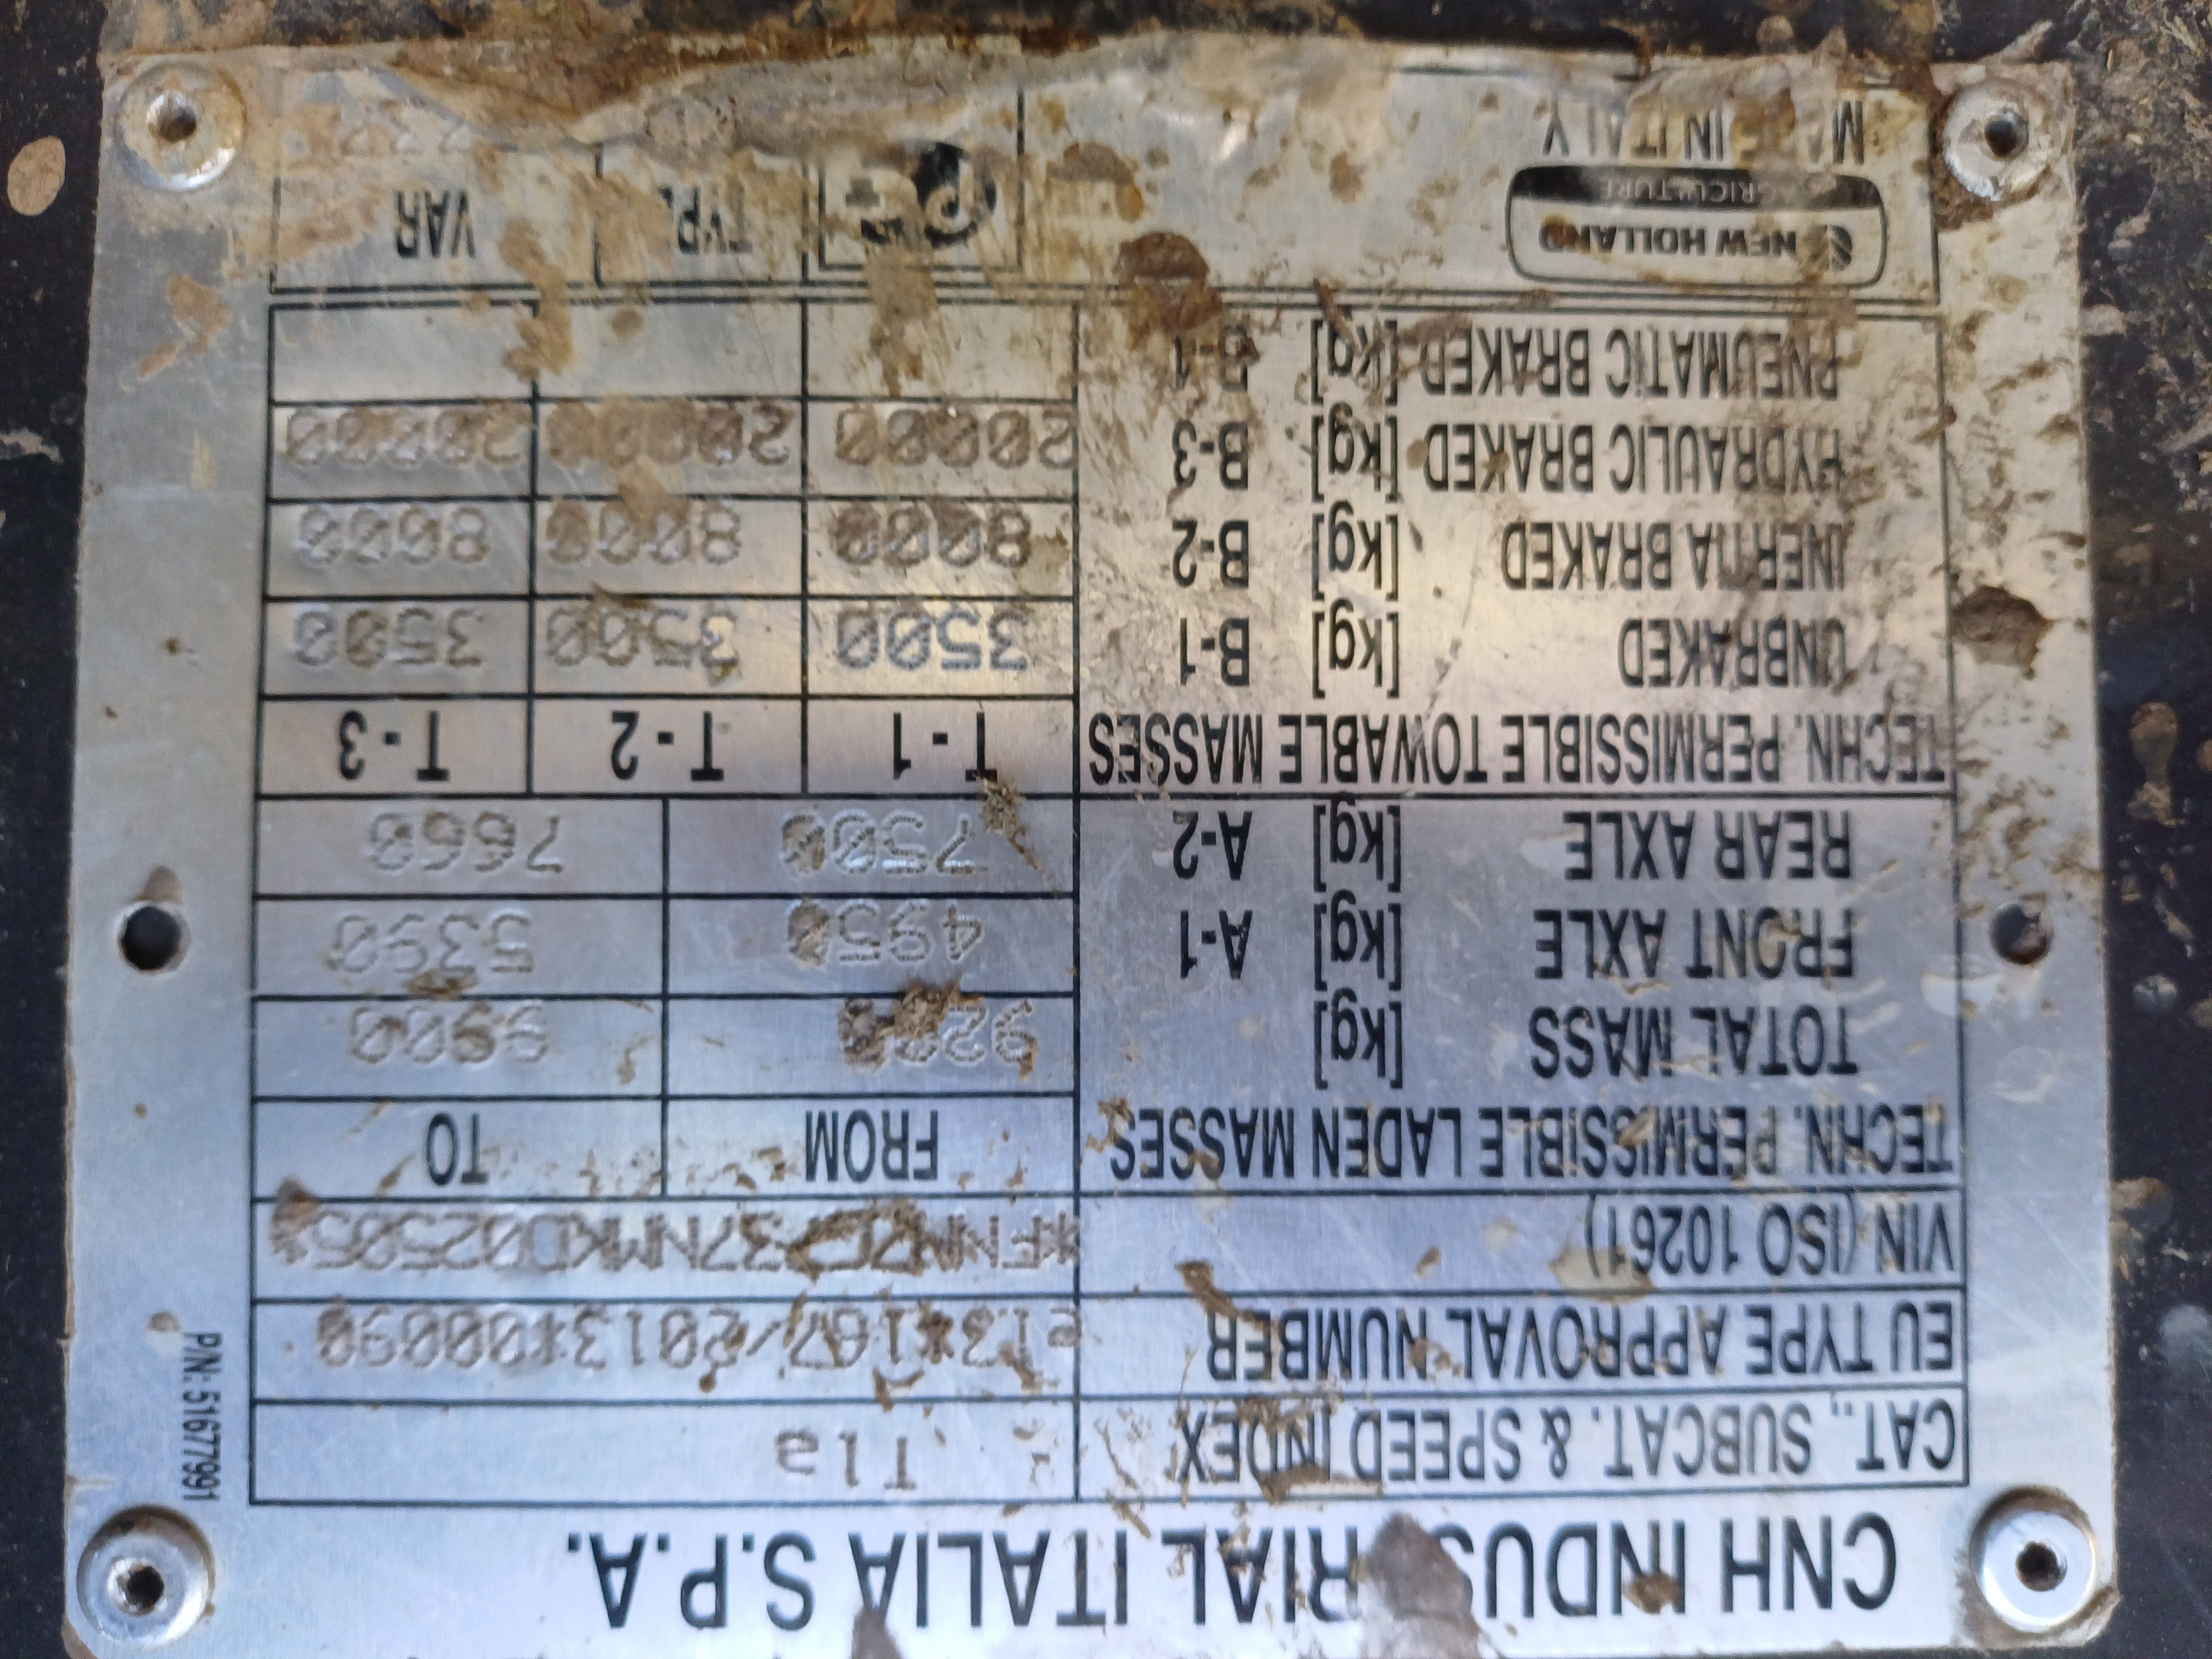 CNH INDUSTRIAL ITALIA S.P.A.
CAT., SUBCAT. & SPEED INDEX T1a
EU TYPE APPROVAL NUMBER e13*167/2013*00090
VIN (ISO 10261)
TECHN. PERMISSIBLE LADEN MASSES FROM TO
TOTAL MASS [kg] 9200 9900
FRONT AXLE [kg] A-1 4950 5390
REAR AXLE [kg] A-2 7500 7660
TECHN. PERMISSIBLE TOWABLE MASSES T-1 T-2 T-3
UNBRAKED [kg] B-1 3500 3500 3500
INERTIA BRAKED [kg] B-2 8000 8000 8000
HYDRAULIC BRAKED [kg] B-3 20000 20000 20000
PNEUMATIC BRAKED [kg]
NEW HOLLAND TYPE VAR
AGRICULTURE
MADE IN ITALY
P/N: 51677991